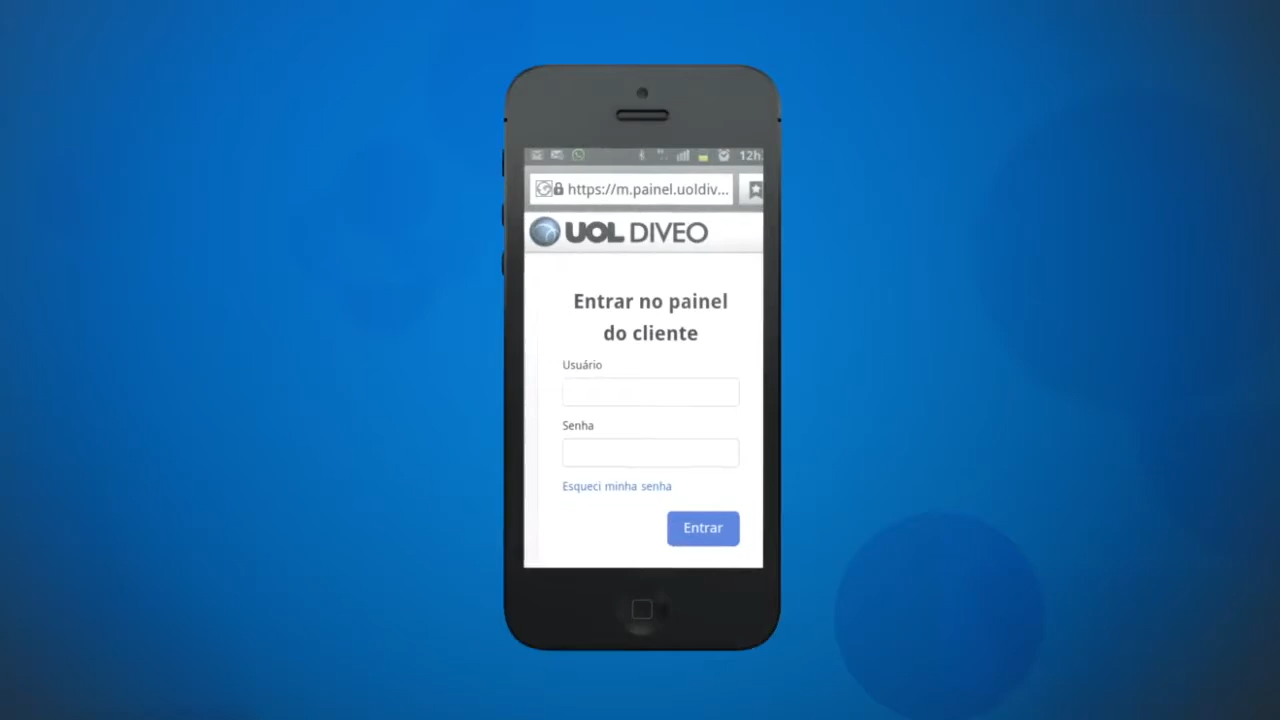 12h
https://m.painel.uoldiv...
UOL DIVEO
Entrar no painel
do cliente
Usuário
Senha
Esqueci minha senha
Entrar